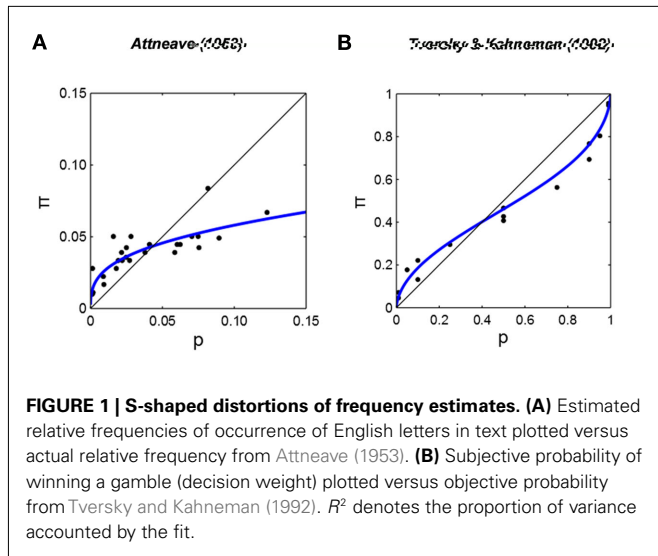 A Attneave B Tversky & Kahneman
0.15
0.10
0.05
0
π
0 0.05 0.10 0.15
p
1
0.8
0.6
0.4
0.2
0
π
0 0.2 0.4 0.6 0.8 1
p
FIGURE 1 | S-shaped distortions of frequency estimates. (A) Estimated
relative frequencies of occurrence of English letters in text plotted versus
actual relative frequency from Attneave (1953). (B) Subjective probability of
winning a gamble (decision weight) plotted versus objective probability
from Tversky and Kahneman (1992). R² denotes the proportion of variance
accounted by the fit.